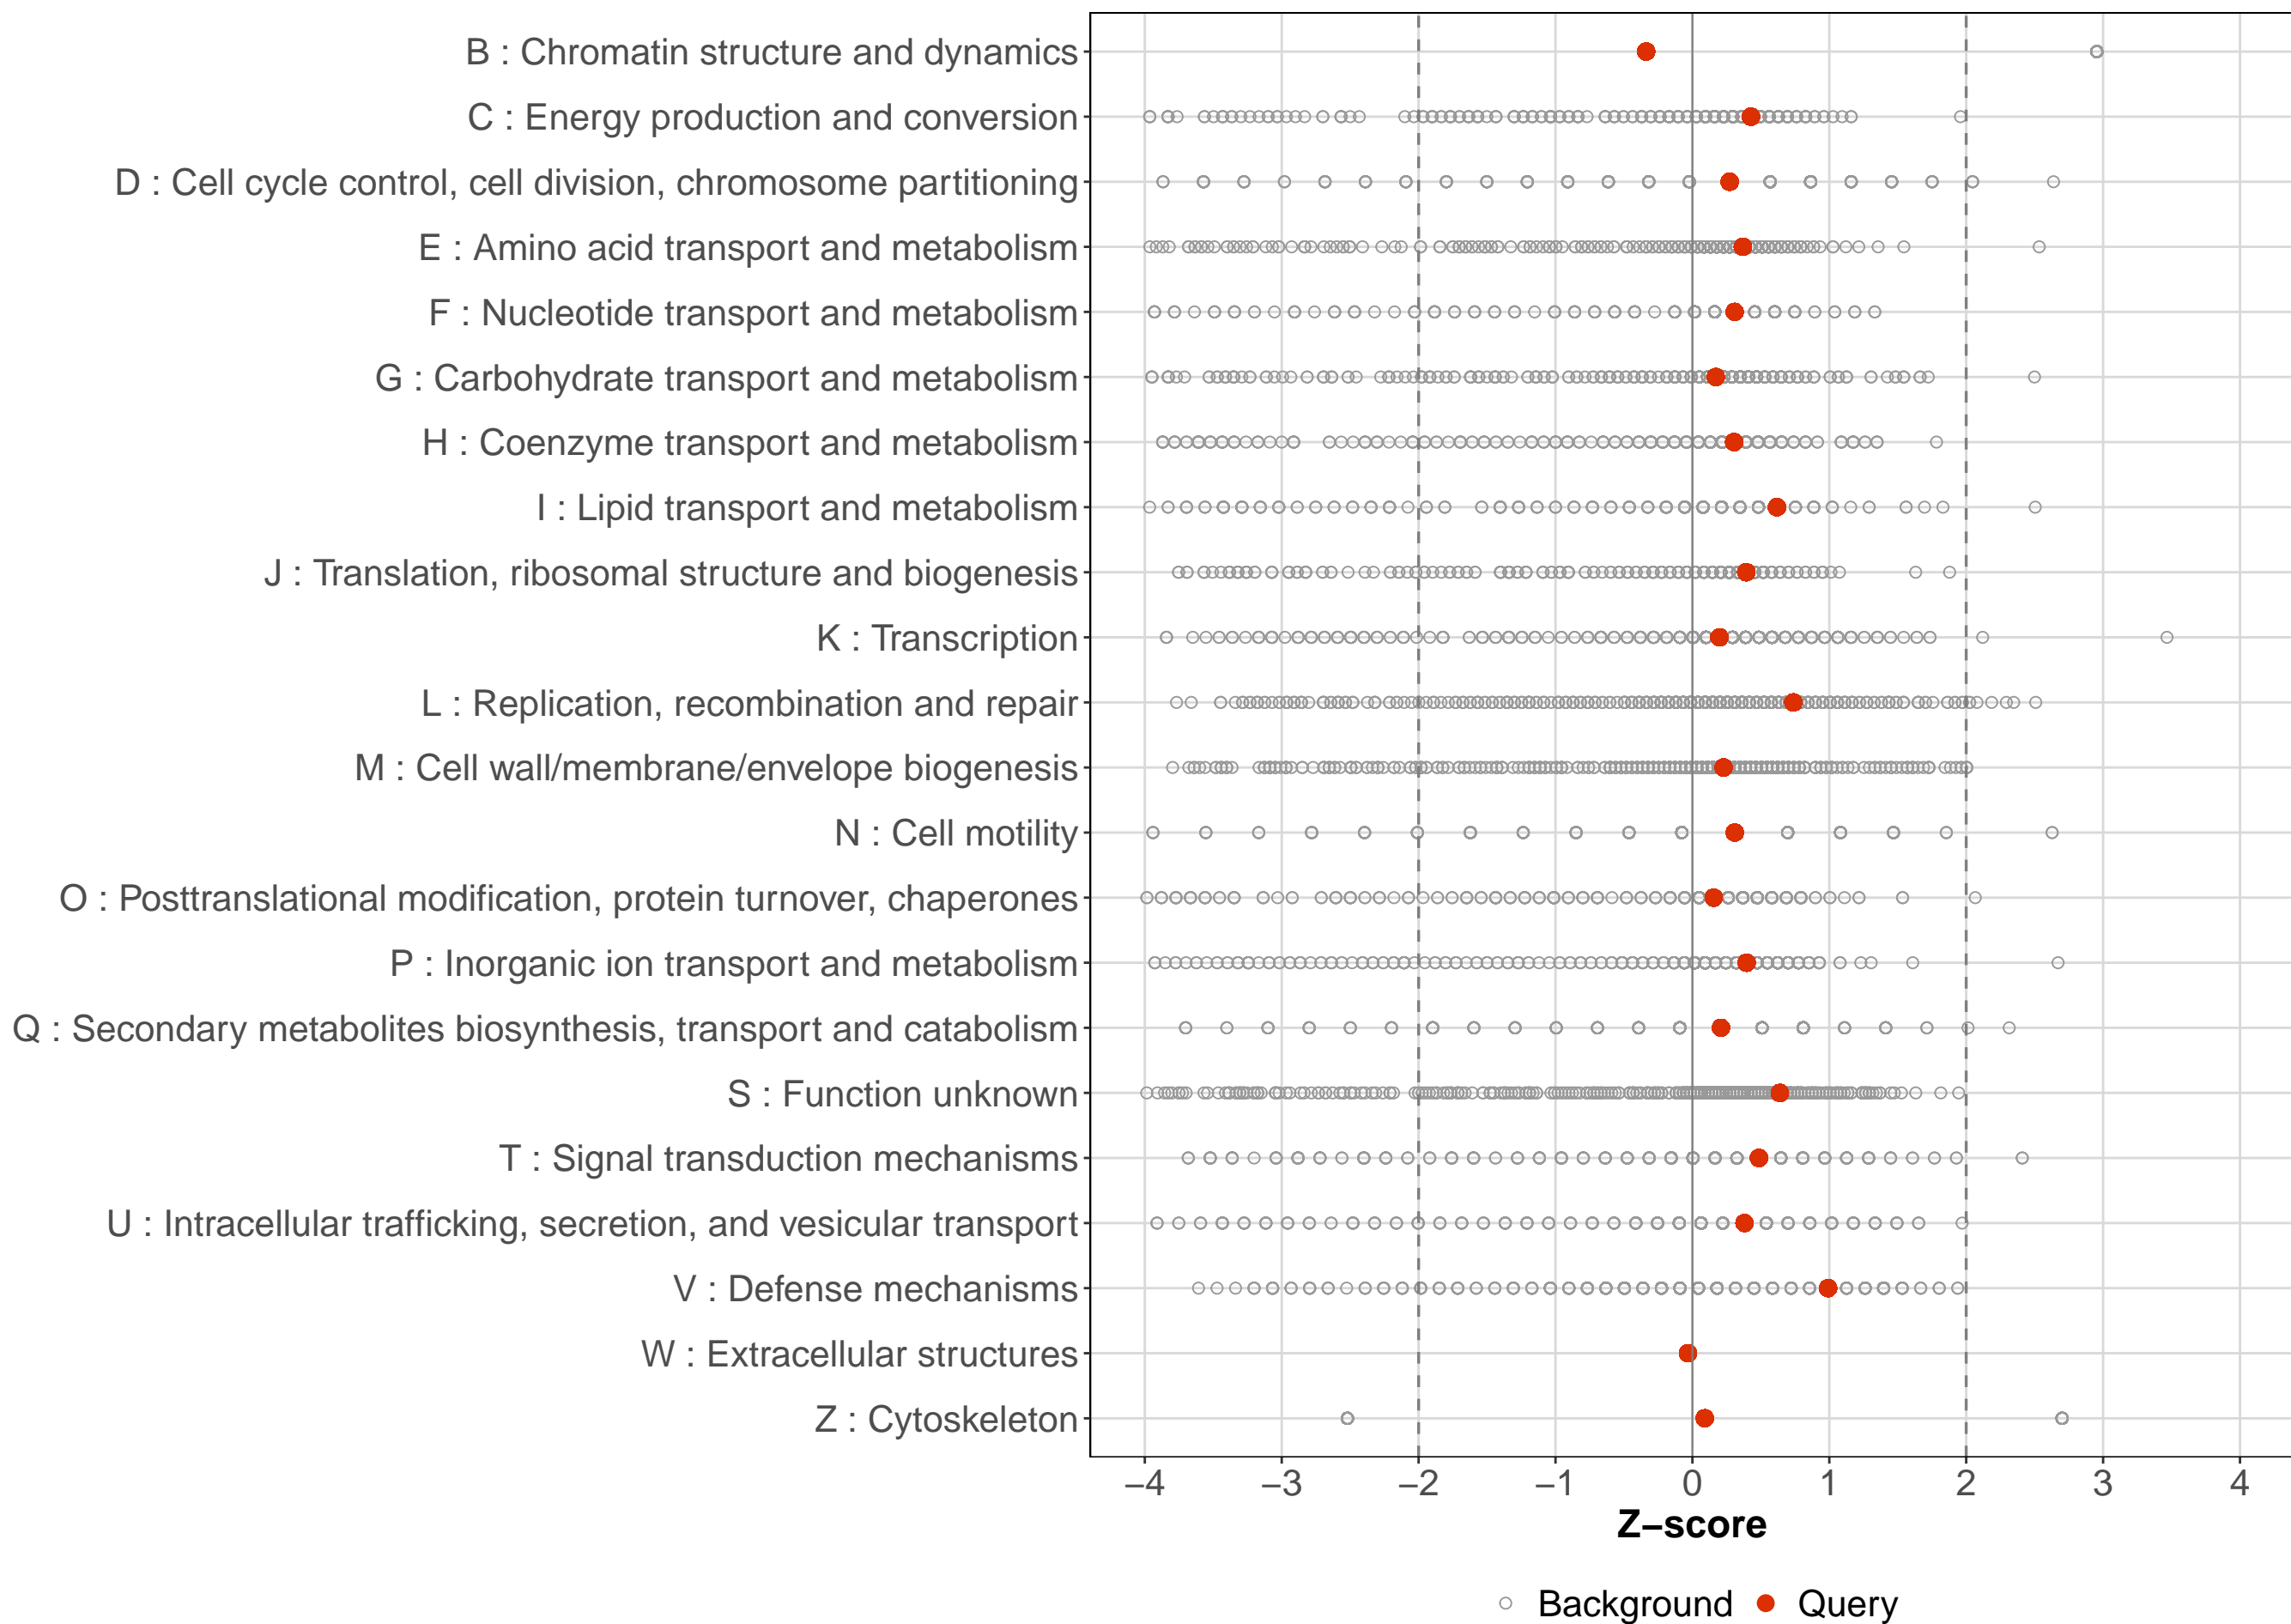 B : Chromatin structure and dynamics
C : Energy production and conversion
D : Cell cycle control, cell division, chromosome partitioning
E : Amino acid transport and metabolism
F : Nucleotide transport and metabolism
G : Carbohydrate transport and metabolism
H : Coenzyme transport and metabolism
I : Lipid transport and metabolism
J : Translation, ribosomal structure and biogenesis
K : Transcription
L : Replication, recombination and repair
M : Cell wall/membrane/envelope biogenesis
N : Cell motility
O : Posttranslational modification, protein turnover, chaperones
P : Inorganic ion transport and metabolism
Q : Secondary metabolites biosynthesis, transport and catabolism
S : Function unknown
T : Signal transduction mechanisms
U : Intracellular trafficking, secretion, and vesicular transport
V : Defense mechanisms
W : Extracellular structures
Z : Cytoskeleton
−4 −3 −2 −1 0 1 2 3 4
Z−score
Background Query